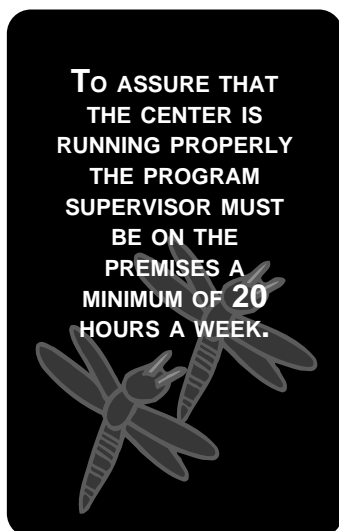 To assure that
the center is
running properly
the program
supervisor must
be on the
premises a
minimum of 20
hours a week.